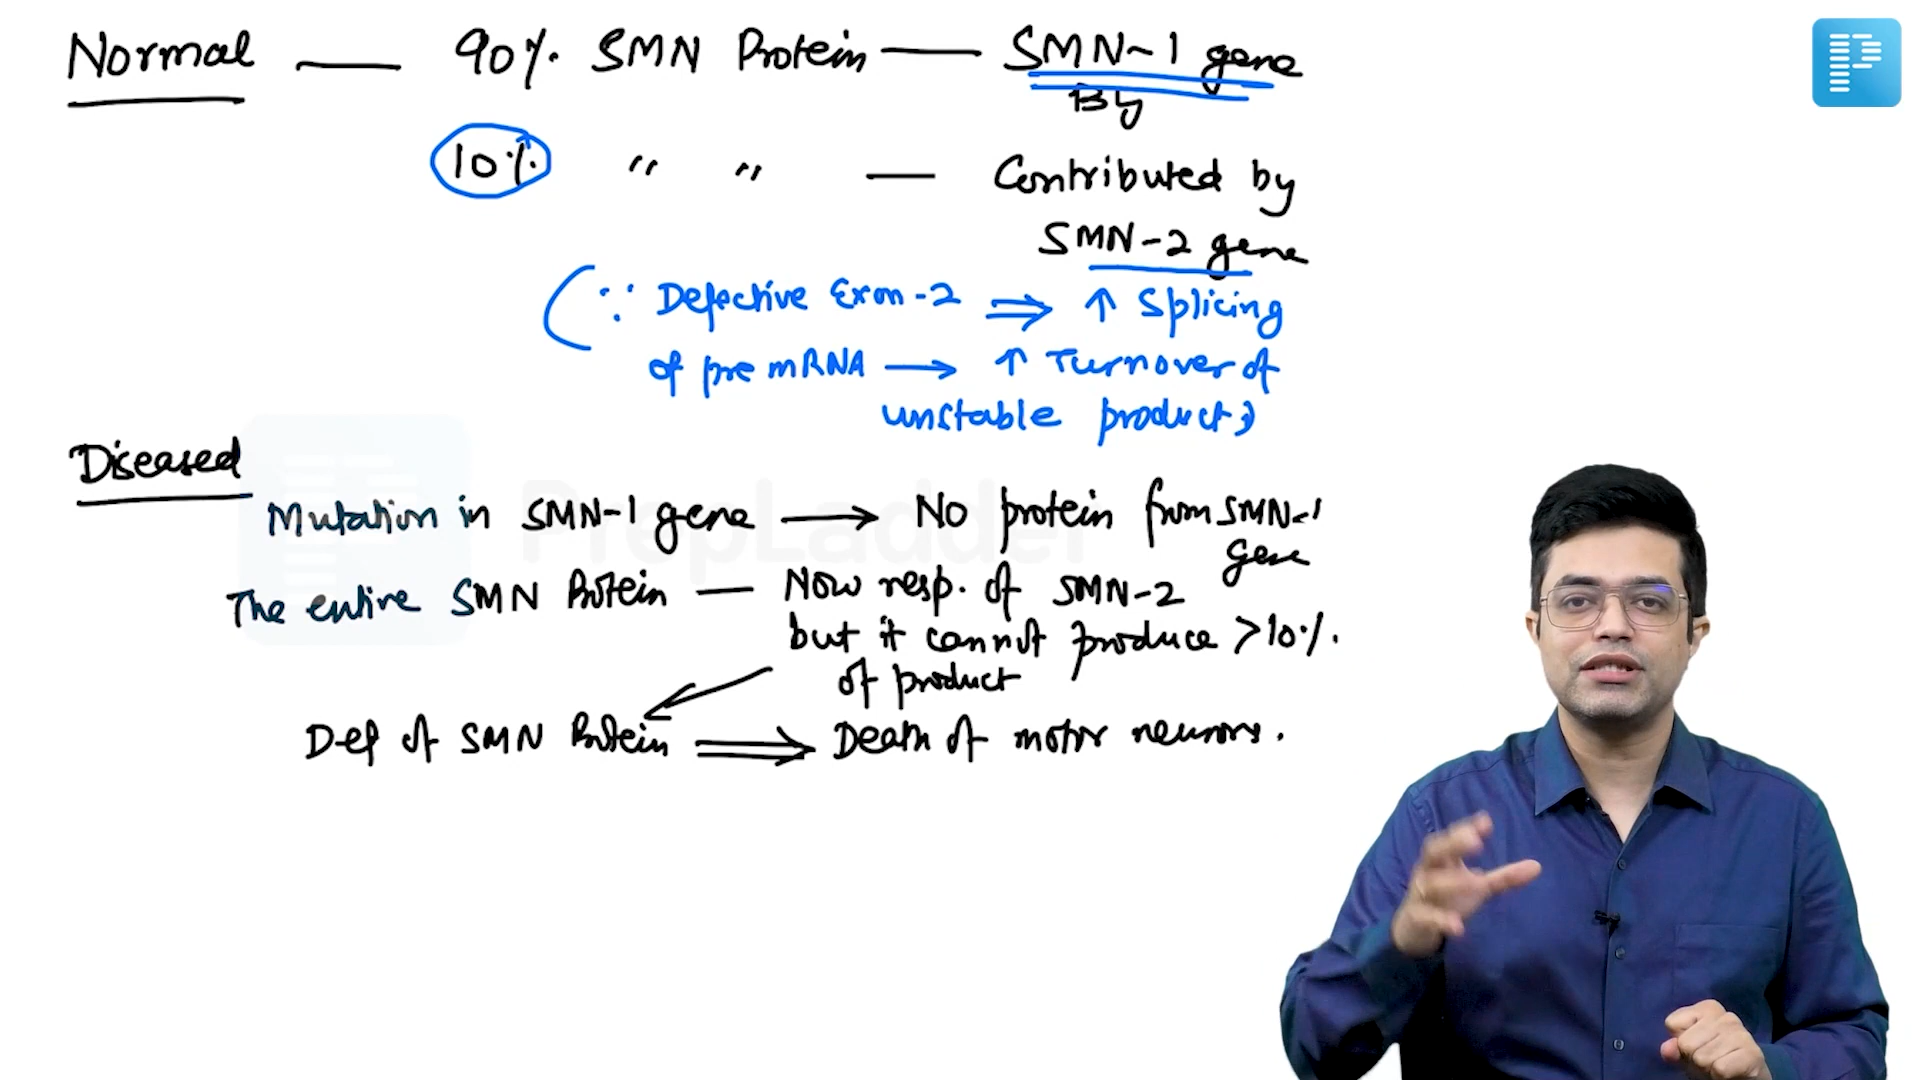 Normal — 90% SMN Protein — SMN-1 gene
By
10% " " — Contributed by
SMN-2 gene
(∵ Defective Exon-2 ⇒ ↑ Splicing
of pre mRNA → ↑ Turnover of
unstable product)
Diseased
Mutation in SMN-1 gene → No protein from SMN-1
gene
The entire SMN Protein — Now resp. of SMN-2
but it cannot produce >10%.
of product
Def of SMN Protein ⇒ Death of motor neurons.
PrepLadder